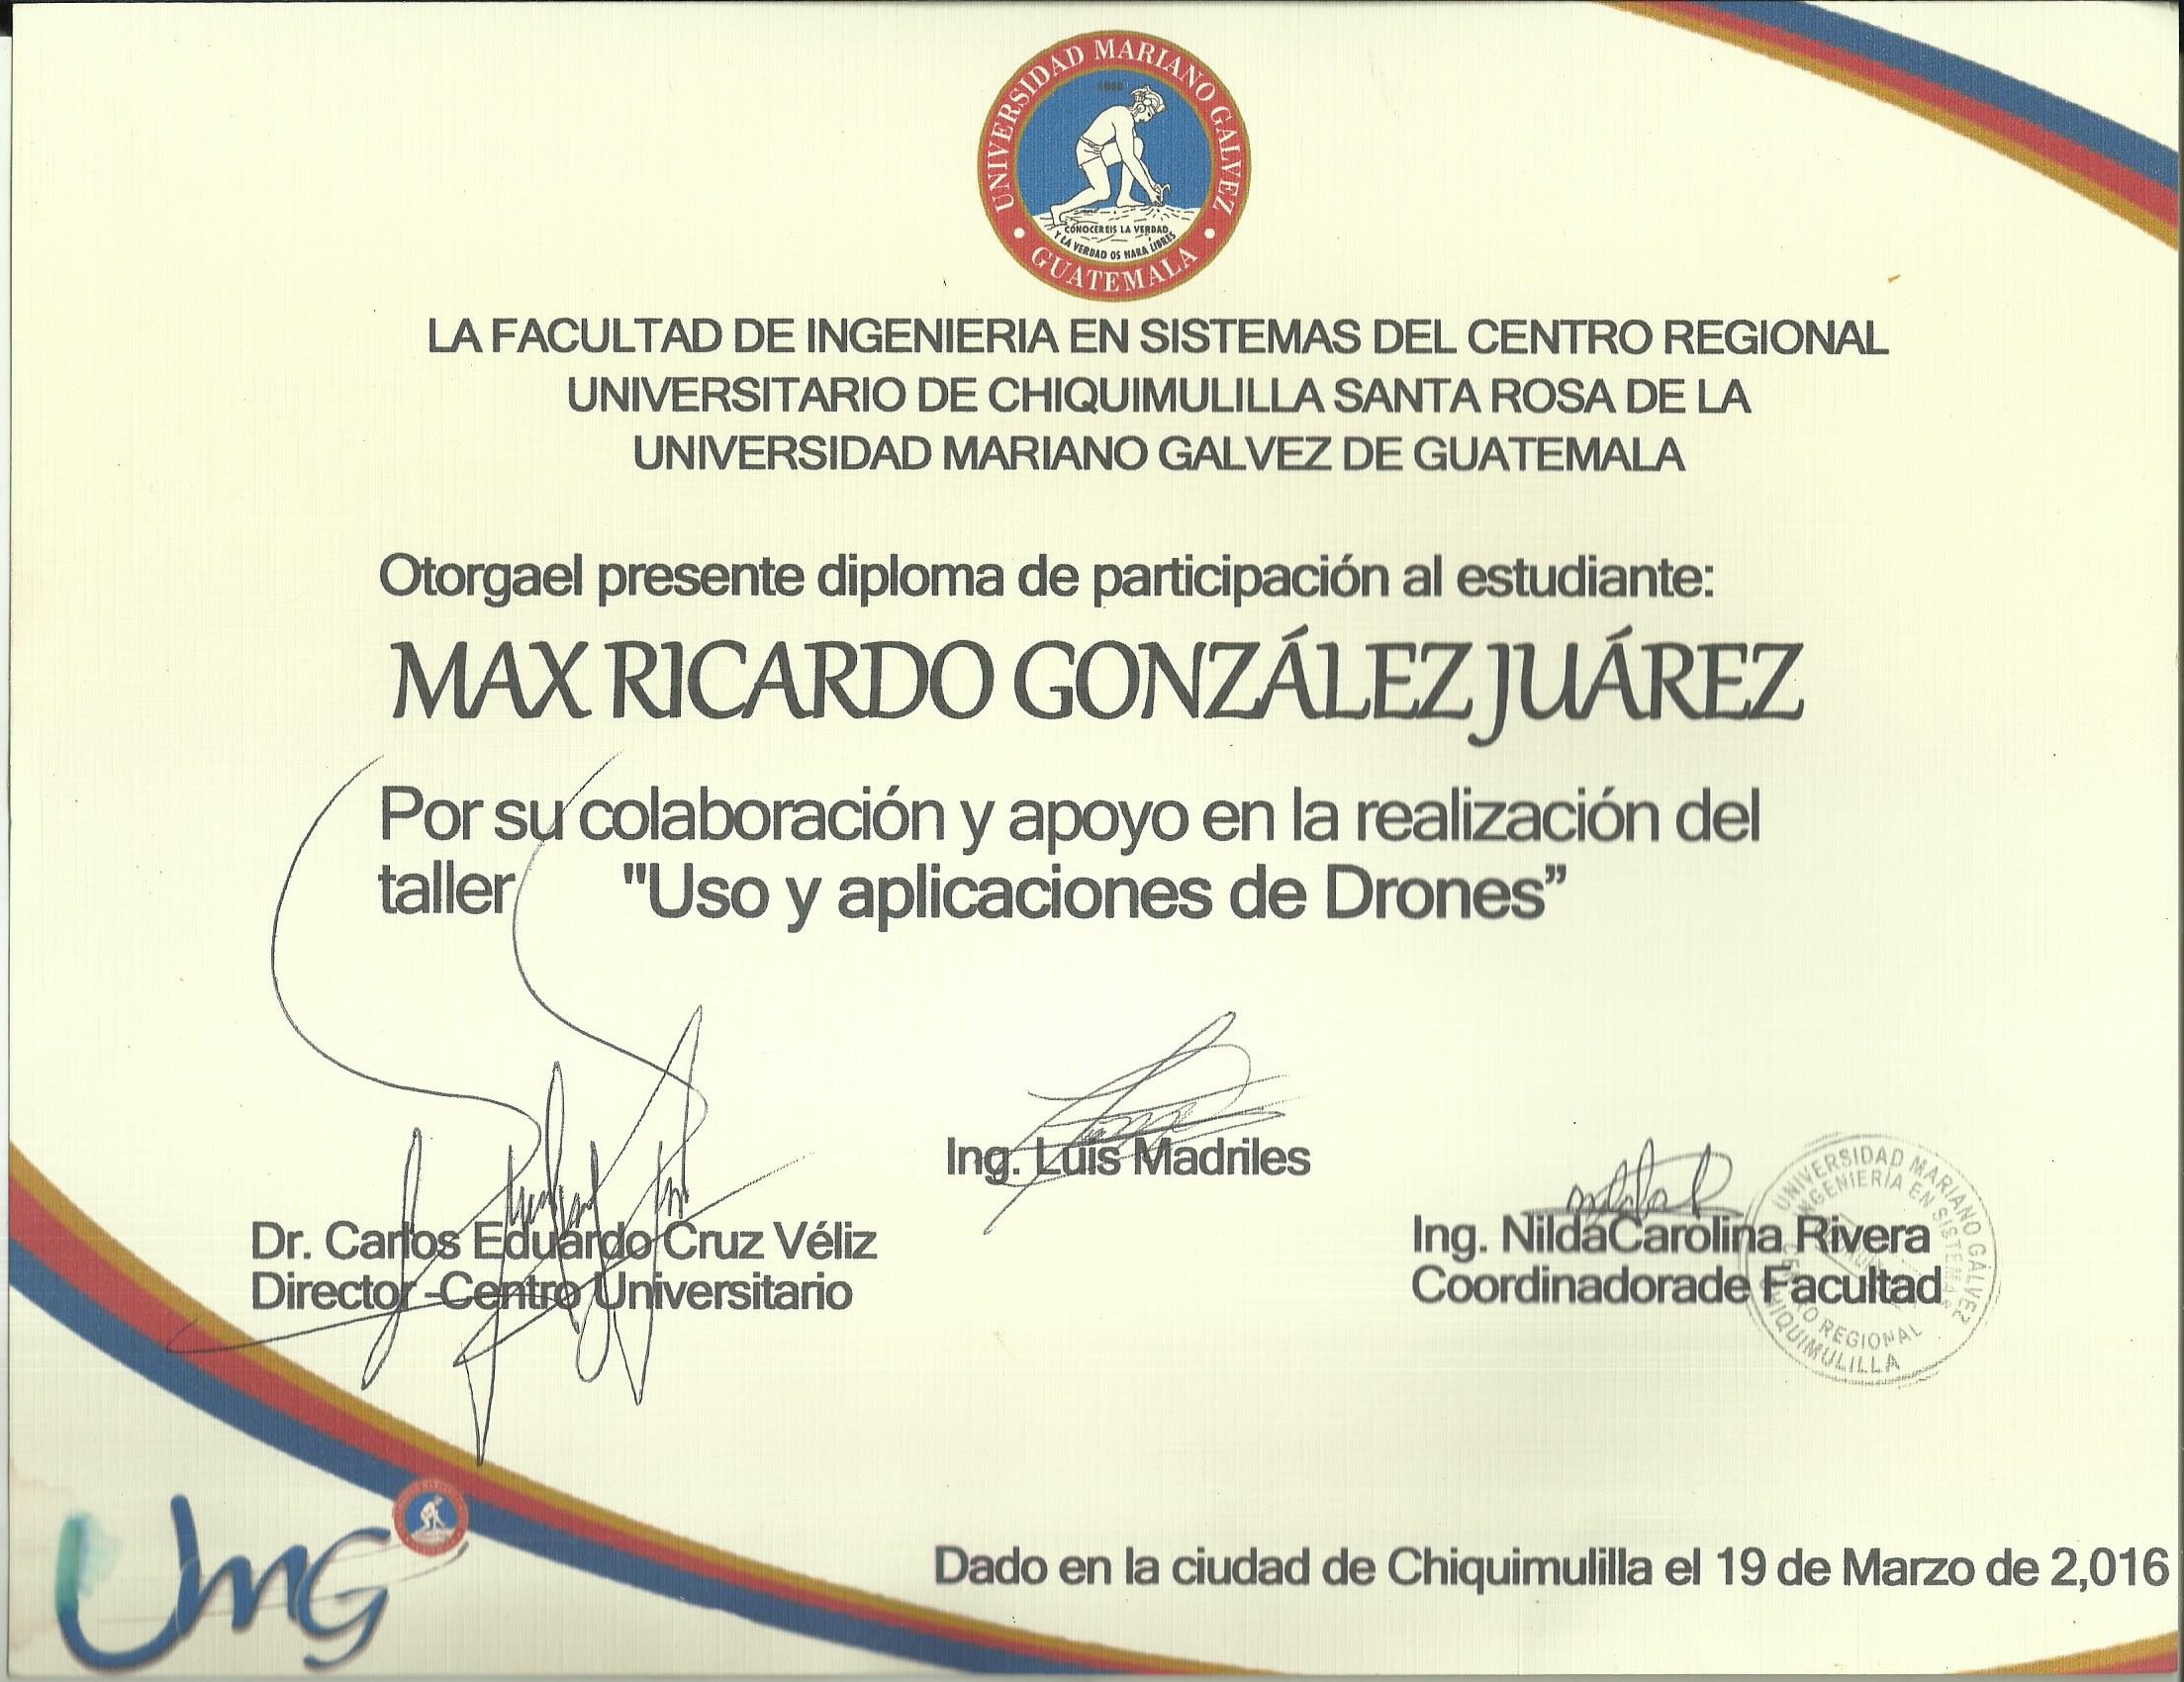 UNIVERSIDAD MARIANO GALVEZ
CONOCEREIS LA VERDAD
Y LA VERDAD OS HARA LIBRES
GUATEMALA
LA FACULTAD DE INGENIERIA EN SISTEMAS DEL CENTRO REGIONAL
UNIVERSITARIO DE CHIQUIMULILLA SANTA ROSA DE LA
UNIVERSIDAD MARIANO GALVEZ DE GUATEMALA
Otorgael presente diploma de participación al estudiante:
MAX RICARDO GONZÁLEZ JUÁREZ
Por su colaboración y apoyo en la realización del
taller "Uso y aplicaciones de Drones”
Ing. Luis Madriles
Dr. Carlos Eduardo Cruz Véliz
Director -Centro Universitario
Ing. NildaCarolina Rivera
Coordinadorade Facultad
UNIVERSIDAD MARIANO GALVEZ
INGENIERIA EN SISTEMAS
CENTRO REGIONAL
CHIQUIMULILLA
UmG
Dado en la ciudad de Chiquimulilla el 19 de Marzo de 2,016